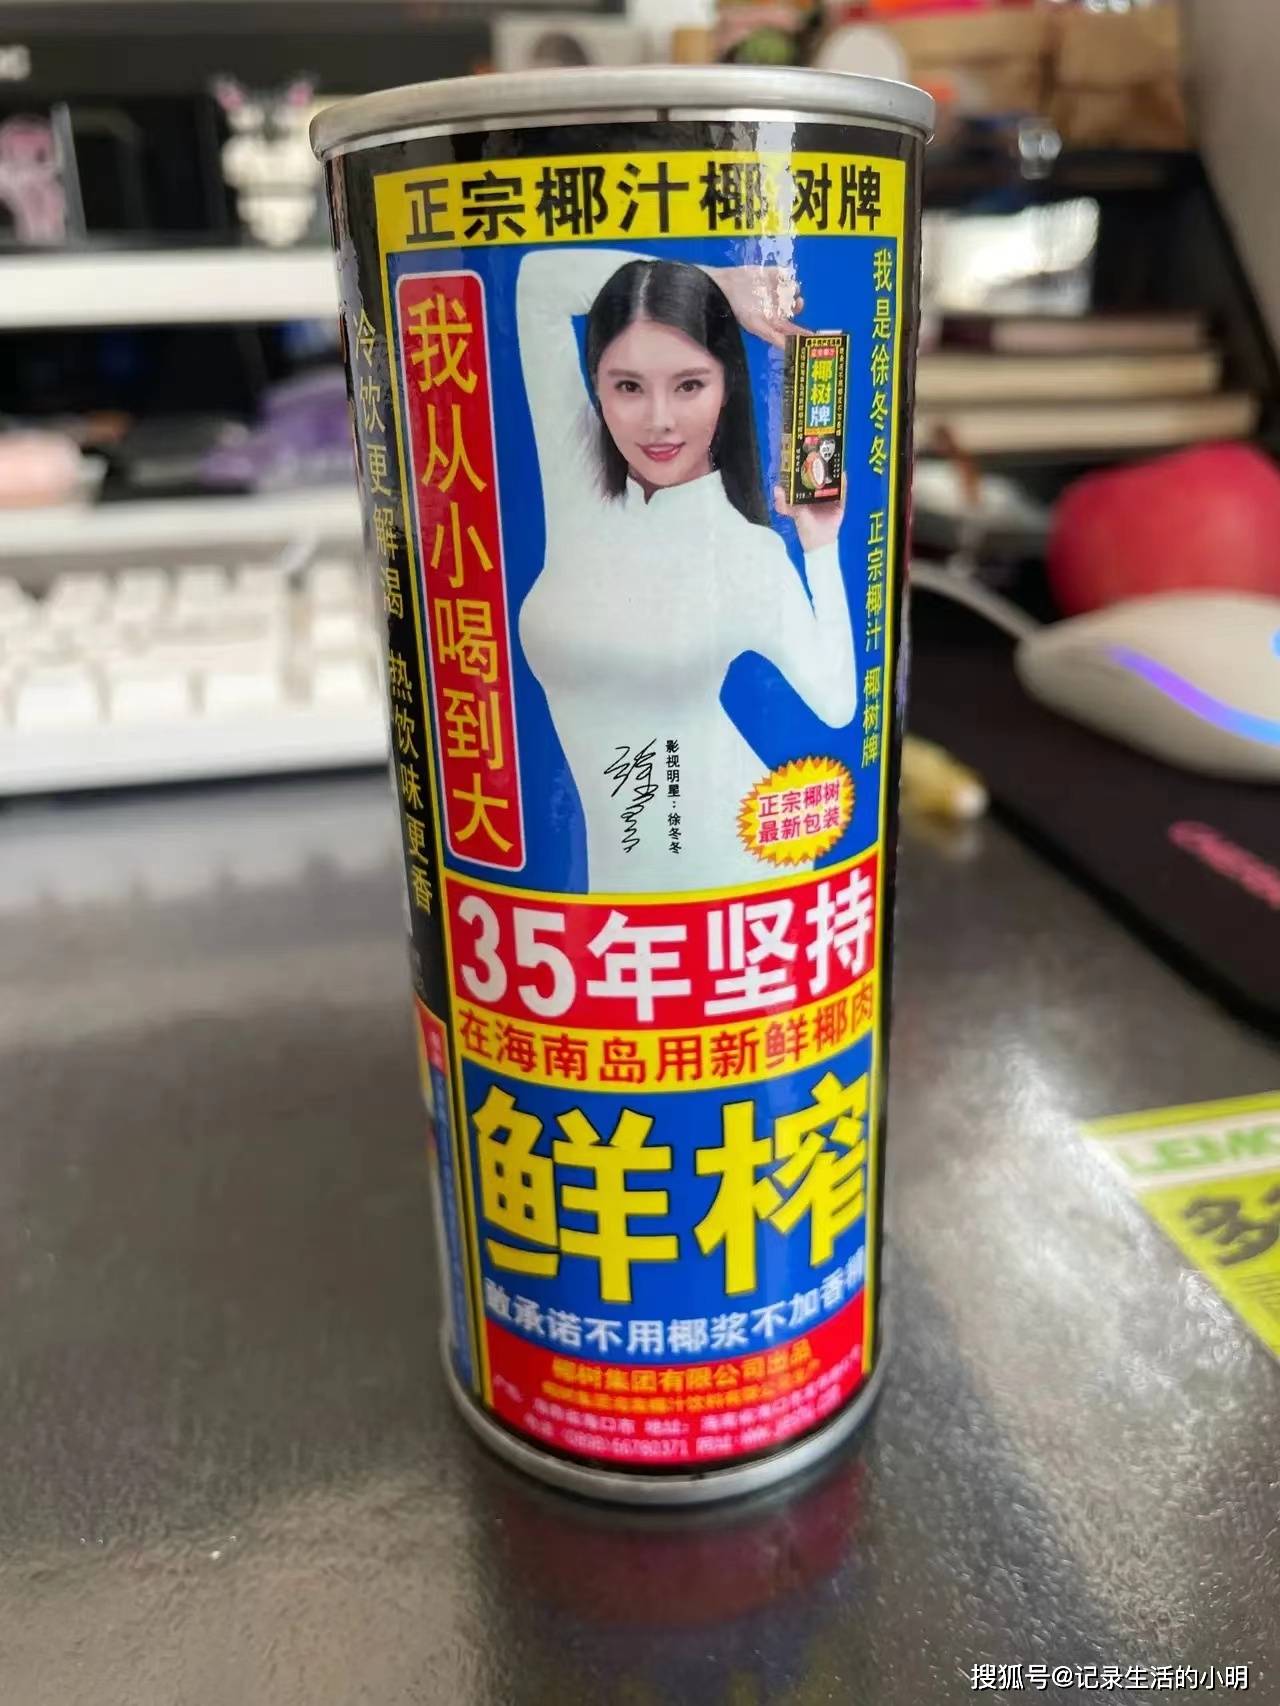 正宗椰汁椰树牌
我从小喝到大
我是徐冬冬 正宗椰汁 椰树牌
冷饮更解渴 热饮味更香
椰树牌
影视明星：徐冬冬
正宗椰树
最新包装
35年坚持
在海南岛用新鲜椰肉
鲜榨
敢承诺不用椰浆不加香精
椰树集团有限公司出品
搜狐号@记录生活的小明